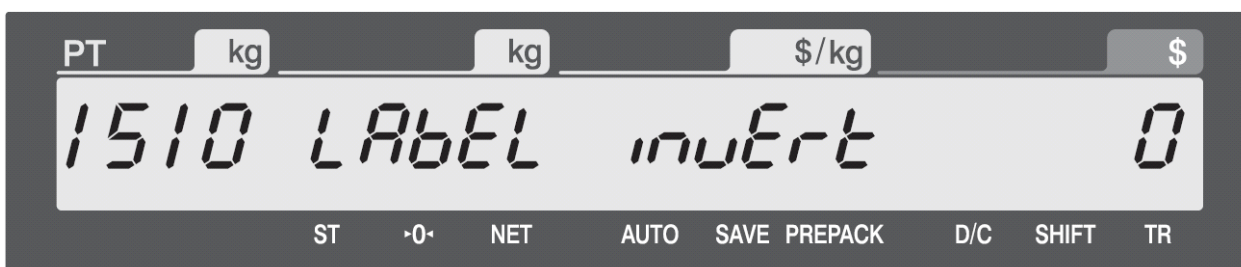 PT kg kg $/kg $
1510 LAbEL invErt 0
ST ▸0◂ NET AUTO SAVE PREPACK D/C SHIFT TR